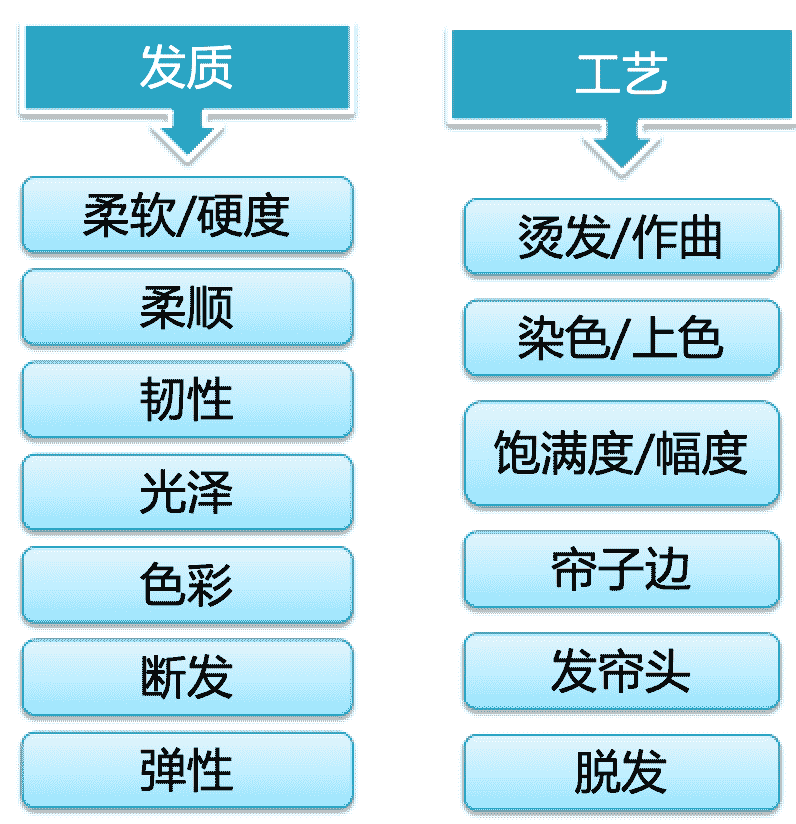 发质
柔软/硬度
柔顺
韧性
光泽
色彩
断发
弹性
工艺
烫发/作曲
染色/上色
饱满度/幅度
帘子边
发帘头
脱发